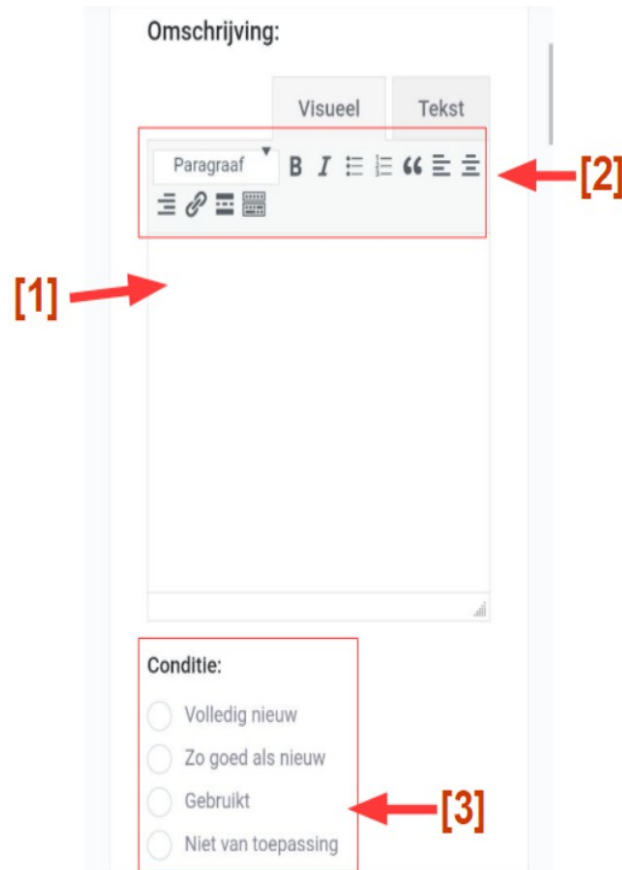 Omschrijving:
Visueel Tekst
Paragraaf B I
[2]
[1]
Conditie:
Volledig nieuw
Zo goed als nieuw
Gebruikt
[3]
Niet van toepassing